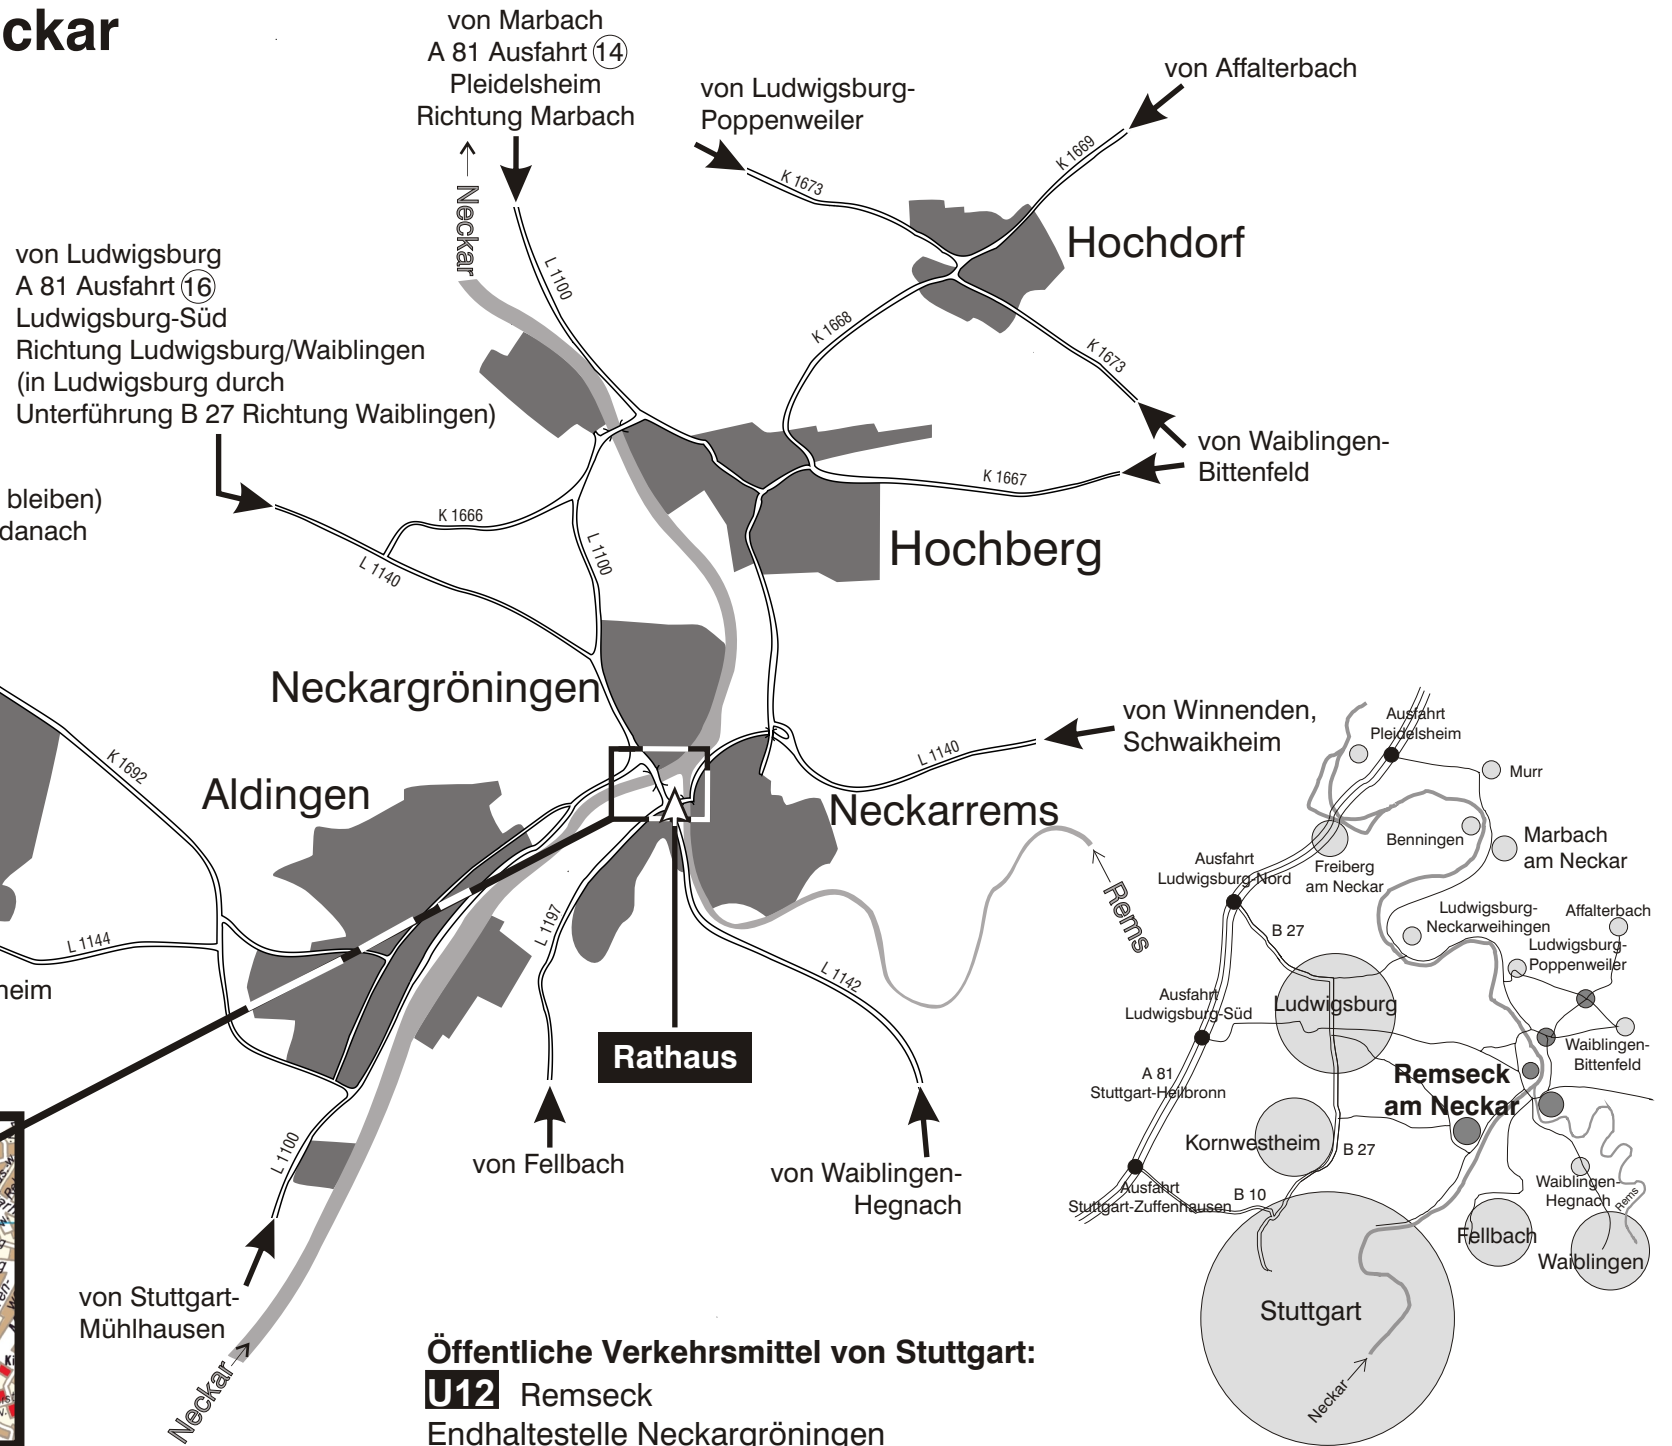 ckar
von Marbach
A 81 Ausfahrt 14
Pleidelsheim
Richtung Marbach
von Ludwigsburg-
Poppenweiler
von Affalterbach
K 1673
K 1669
Neckar
L 1100
Hochdorf
von Ludwigsburg
A 81 Ausfahrt 16
Ludwigsburg-Süd
Richtung Ludwigsburg/Waiblingen
(in Ludwigsburg durch
Unterführung B 27 Richtung Waiblingen)
K 1668
K 1673
von Waiblingen-
Bittenfeld
K 1667
bleiben)
danach
K 1666
L 1140
L 1100
Hochberg
Neckargröningen
von Winnenden,
Schwaikheim
L 1140
K 1692
Aldingen
Neckarrems
Rems
L 1144
heim
L 1197
L 1142
Rathaus
L 1100
von Fellbach
von Waiblingen-
Hegnach
von Stuttgart-
Mühlhausen
Neckar
Öffentliche Verkehrsmittel von Stuttgart:
U12 Remseck
Endhaltestelle Neckargröningen
Ausfahrt
Pleidelsheim
Murr
Benningen
Marbach
am Neckar
Freiberg
am Neckar
Ausfahrt
Ludwigsburg-Nord
B 27
Ludwigsburg-
Neckarweihingen
Affalterbach
Ludwigsburg-
Poppenweiler
Ausfahrt
Ludwigsburg-Süd
Ludwigsburg
Waiblingen-
Bittenfeld
A 81
Stuttgart-Heilbronn
Remseck
am Neckar
Kornwestheim
B 27
Ausfahrt
Stuttgart-Zuffenhausen
B 10
Waiblingen-
Hegnach
Rems
Fellbach
Waiblingen
Stuttgart
Neckar